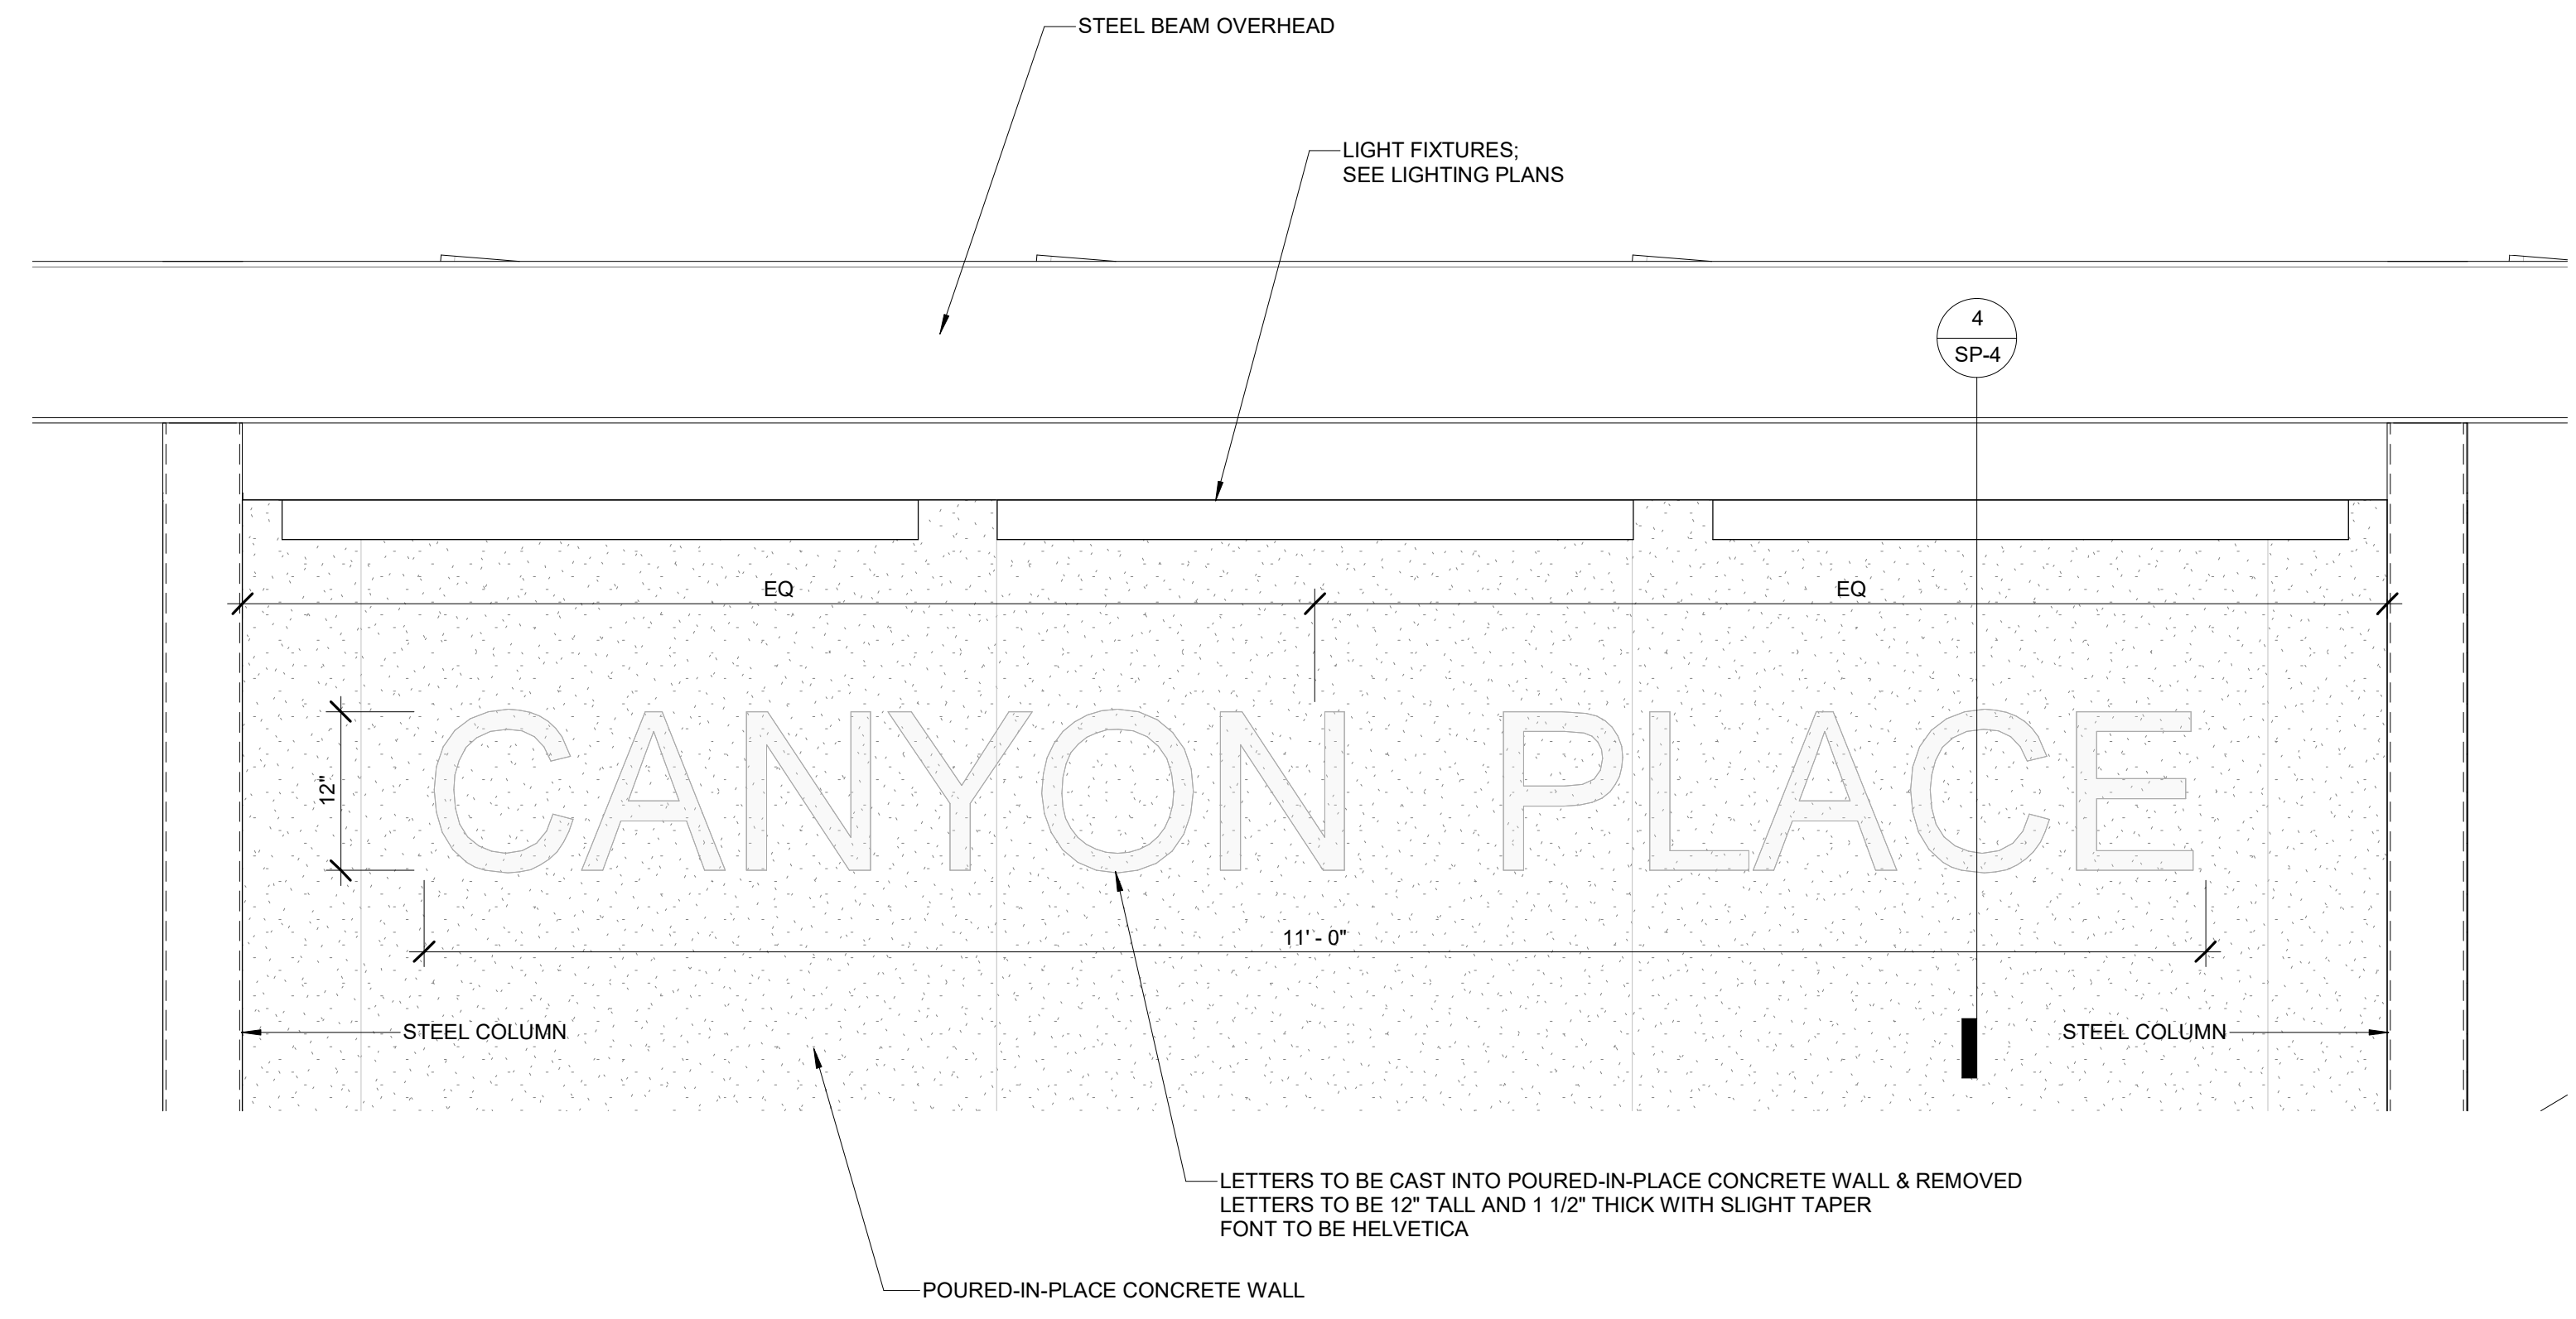 STEEL BEAM OVERHEAD
LIGHT FIXTURES;
SEE LIGHTING PLANS
4
SP-4
EQ
EQ
12"
CANYON PLACE
11' - 0"
STEEL COLUMN
STEEL COLUMN
LETTERS TO BE CAST INTO POURED-IN-PLACE CONCRETE WALL & REMOVED
LETTERS TO BE 12" TALL AND 1 1/2" THICK WITH SLIGHT TAPER
FONT TO BE HELVETICA
POURED-IN-PLACE CONCRETE WALL